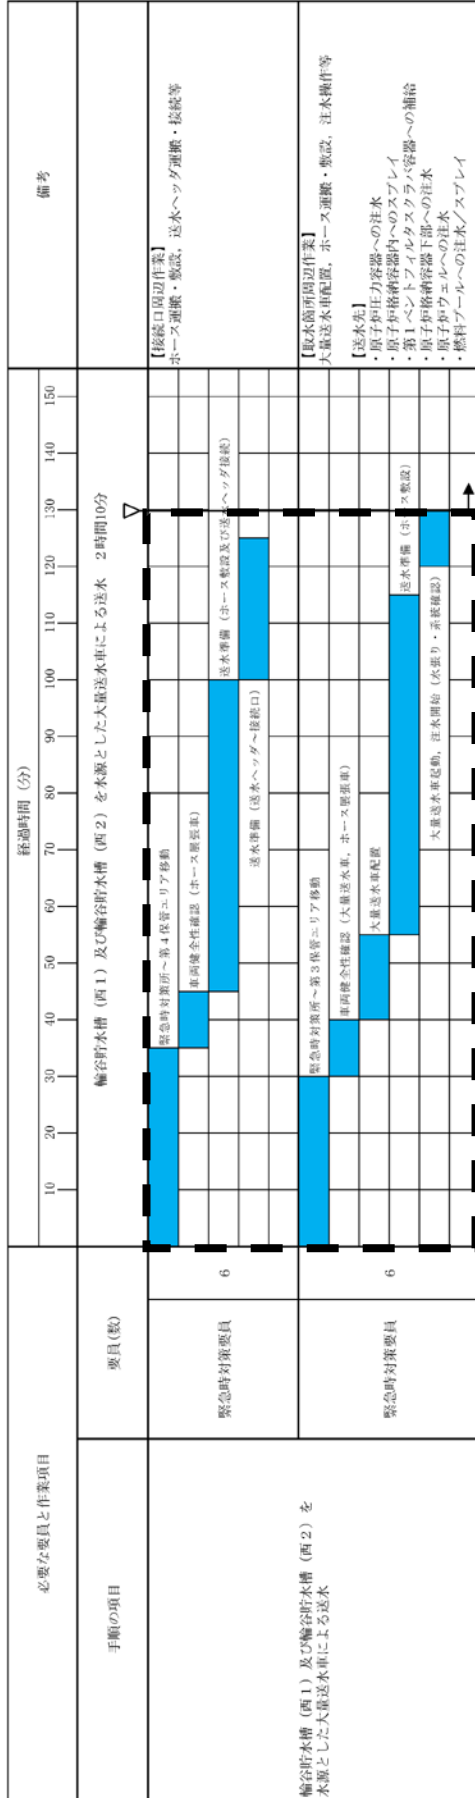 必要な要員と作業項目
経過時間（分）
備考
手順の項目
要員(数)
10 20 30 40 50 60 70 80 90 100 110 120 130 140 150
輪谷貯水槽（西１）及び輪谷貯水槽（西２）を水源とした大量送水車による送水　２時間10分
▽
輪谷貯水槽（西１）及び輪谷貯水槽（西２）を
水源とした大量送水車による送水
緊急時対策要員
6
緊急時対策所～第４保管エリア移動
車両健全性確認（ホース展張車）
送水準備（ホース敷設及び送水ヘッダ接続）
送水準備（送水ヘッダ～接続口）
【接続口周辺作業】
ホース運搬・敷設，送水ヘッダ運搬・接続等
緊急時対策要員
6
緊急時対策所～第３保管エリア移動
車両健全性確認（大量送水車，ホース展張車）
大量送水車配置
送水準備（ホース敷設）
大量送水車起動，注水開始（水張り・系統確認）
【取水箇所周辺作業】
大量送水車配置，ホース運搬・敷設，注水操作等
【送水先】
・原子炉圧力容器への注水
・原子炉格納容器内へのスプレイ
・第１ベントフィルタスクラバ容器への補給
・原子炉格納容器下部への注水
・原子炉ウェルへの注水
・燃料プールへの注水／スプレイ